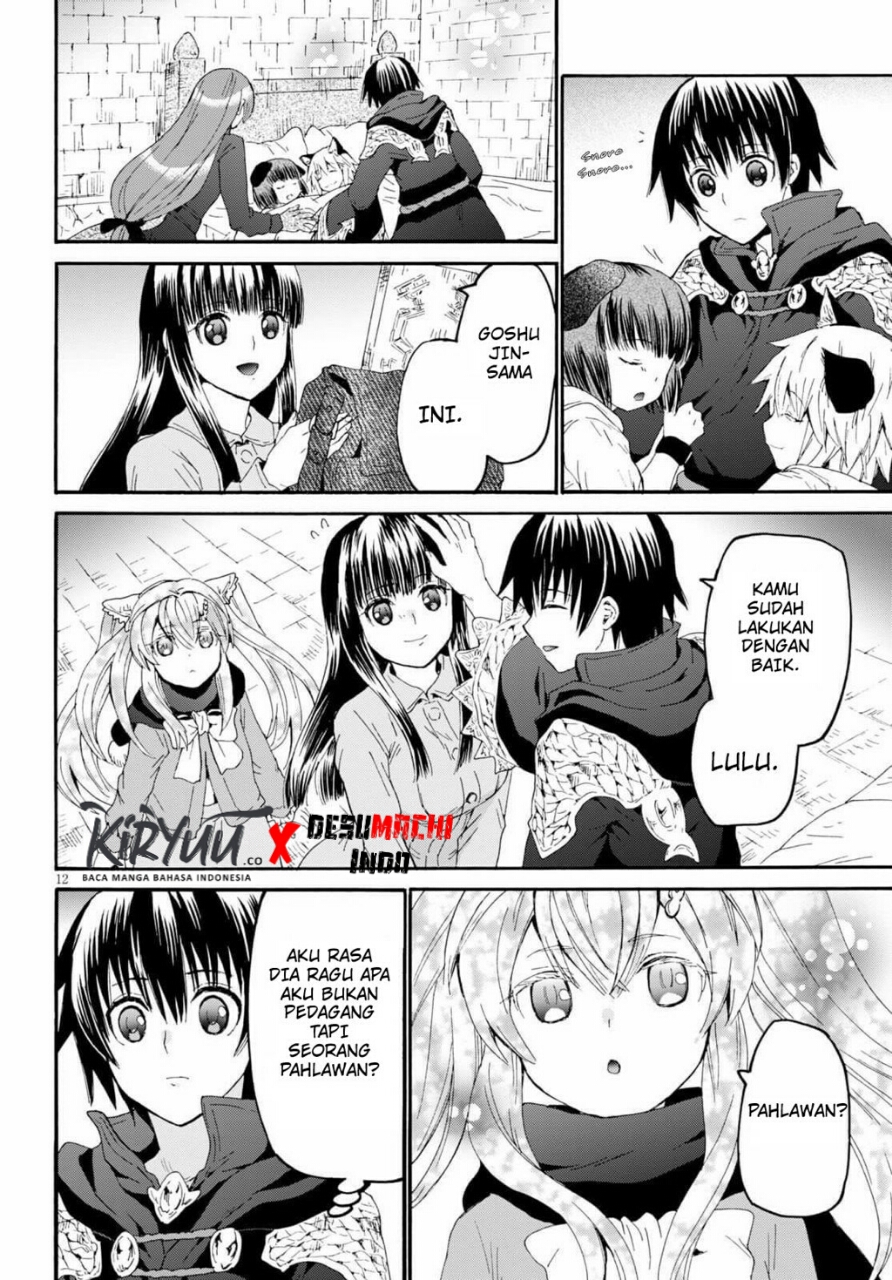 Snore
Snore...
GOSHU
JIN-
SAMA
INI.
KAMU
SUDAH
LAKUKAN
DENGAN
BAIK.
LULU.
KiRYUU.co X DESUMACHI
INDO
BACA MANGA BAHASA INDONESIA
12
PAHLAWAN?
AKU RASA
DIA RAGU APA
AKU BUKAN
PEDAGANG
TAPI
SEORANG
PAHLAWAN?